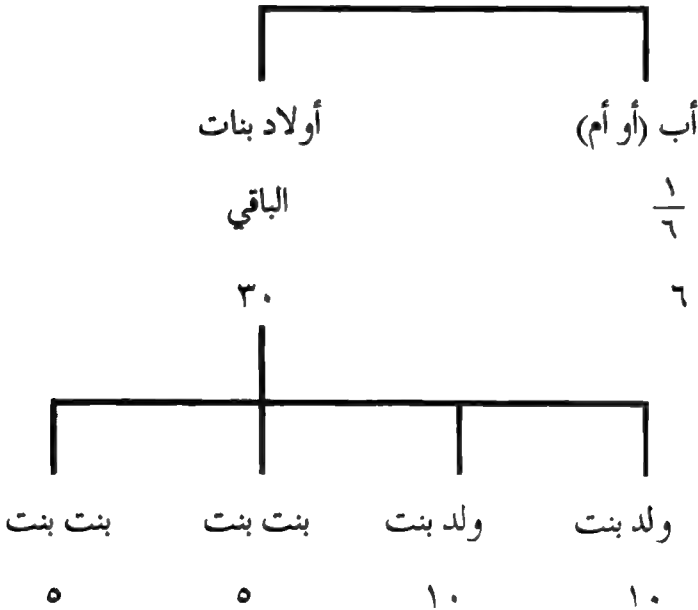 أب (أو أم) أولاد بنات
١/٦ الباقي
٦ ٣٠
ولد بنت ولد بنت بنت بنت بنت بنت
١٠ ١٠ ٥ ٥